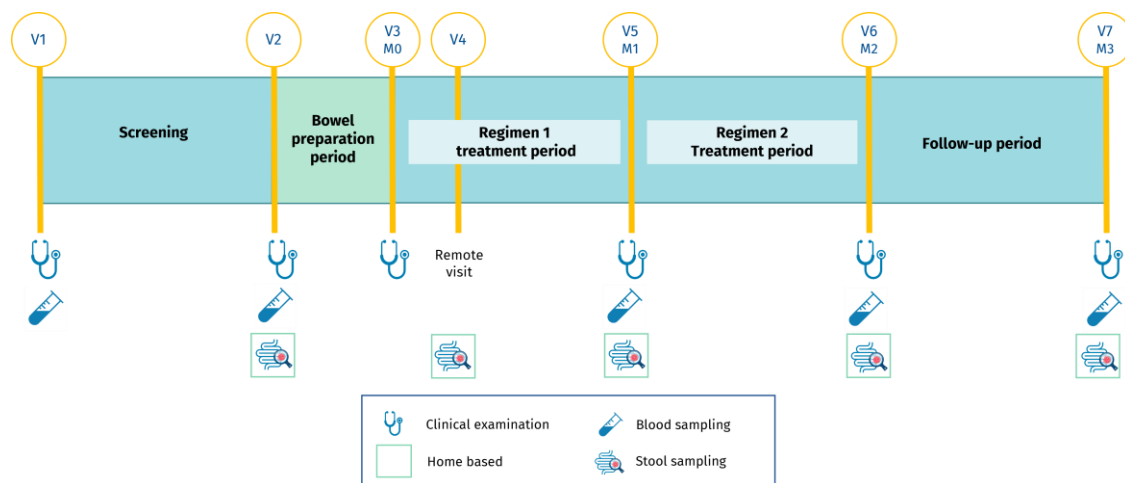 V1
V2
V3
M0
V4
V5
M1
V6
M2
V7
M3
Screening
Bowel
preparation
period
Regimen 1
treatment period
Regimen 2
Treatment period
Follow-up period
Remote
visit
Clinical examination
Blood sampling
Home based
Stool sampling